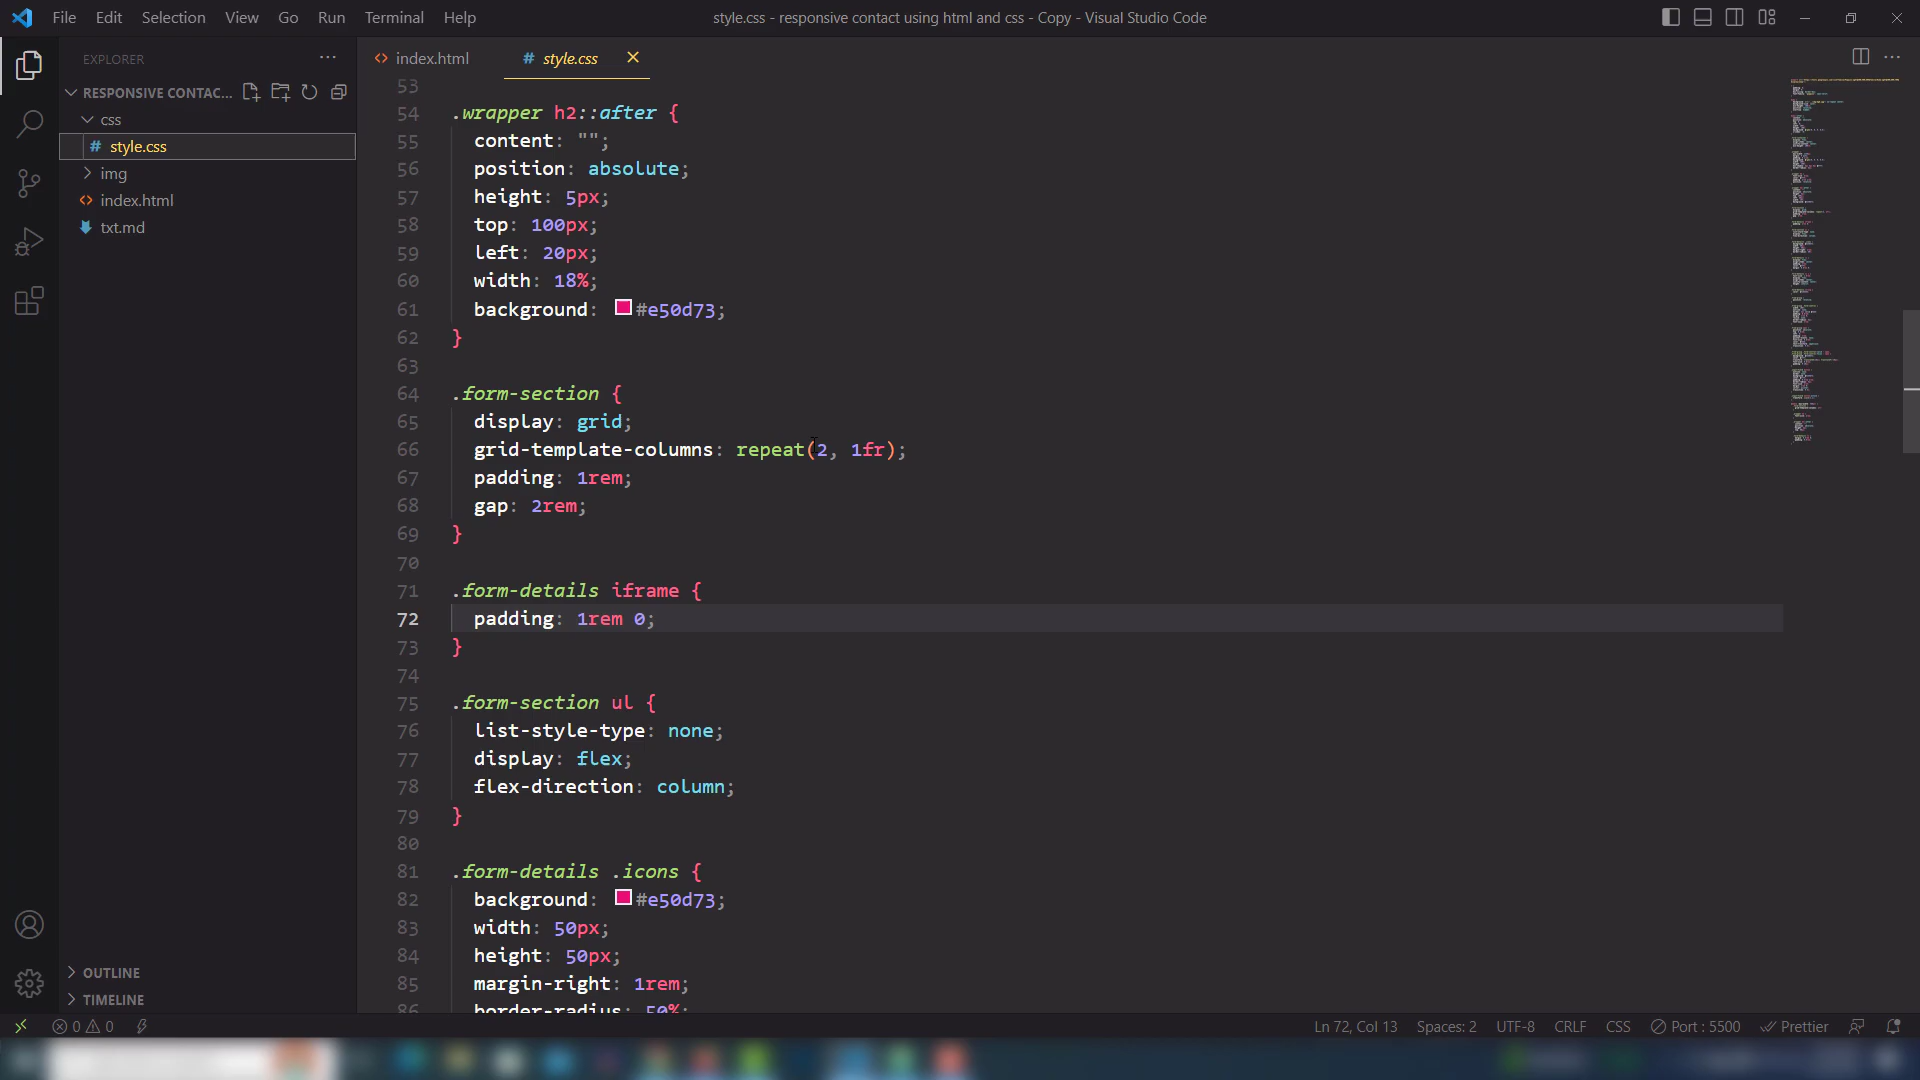 File Edit Selection View Go Run Terminal Help
style.css - responsive contact using html and css - Copy - Visual Studio Code
EXPLORER
RESPONSIVE CONTAC...
css
# style.css
img
<> index.html
txt.md
OUTLINE
TIMELINE
<> index.html
# style.css
53
54 .wrapper h2::after {
55 content: "";
56 position: absolute;
57 height: 5px;
58 top: 100px;
59 left: 20px;
60 width: 18%;
61 background: #e50d73;
62 }
63
64 .form-section {
65 display: grid;
66 grid-template-columns: repeat(2, 1fr);
67 padding: 1rem;
68 gap: 2rem;
69 }
70
71 .form-details iframe {
72 padding: 1rem 0;
73 }
74
75 .form-section ul {
76 list-style-type: none;
77 display: flex;
78 flex-direction: column;
79 }
80
81 .form-details .icons {
82 background: #e50d73;
83 width: 50px;
84 height: 50px;
85 margin-right: 1rem;
86 border-radius: 50%;
0 0
Ln 72, Col 13 Spaces: 2 UTF-8 CRLF CSS Port : 5500 Prettier